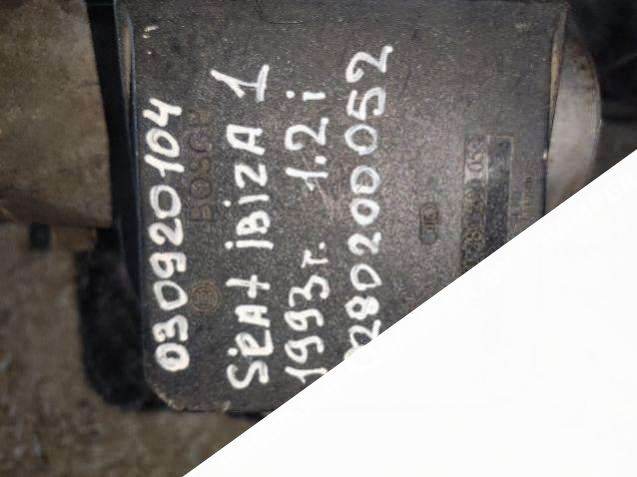 030920104
BOSCH
SEAt iBizA 1
1993г. 1.2i
0280200052